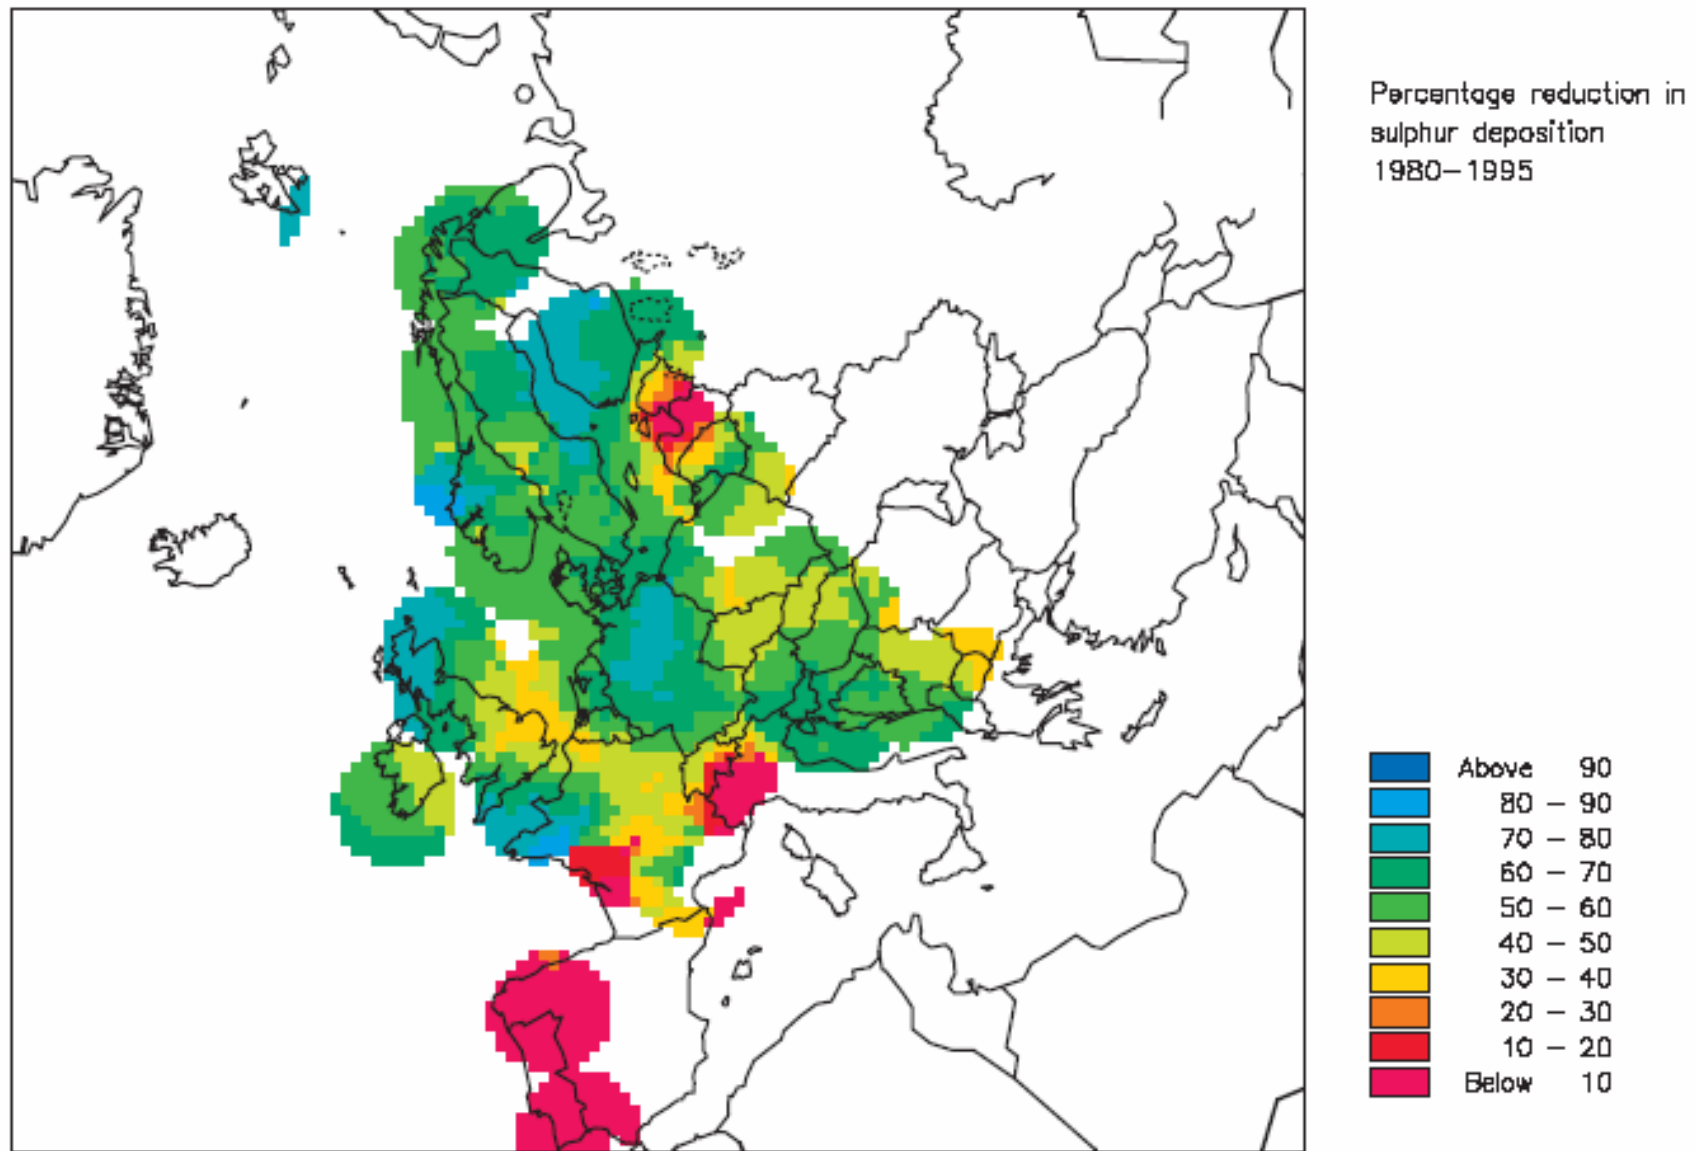 Percentage reduction in
sulphur deposition
1980-1995
Above 90
80 - 90
70 - 80
60 - 70
50 - 60
40 - 50
30 - 40
20 - 30
10 - 20
Below 10